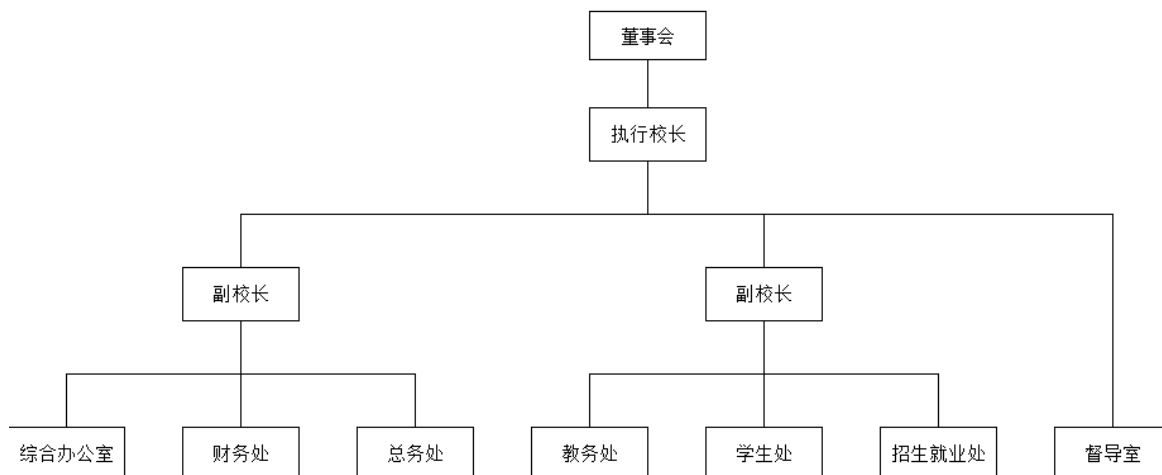 董事会
执行校长
副校长
副校长
综合办公室
财务处
总务处
教务处
学生处
招生就业处
督导室